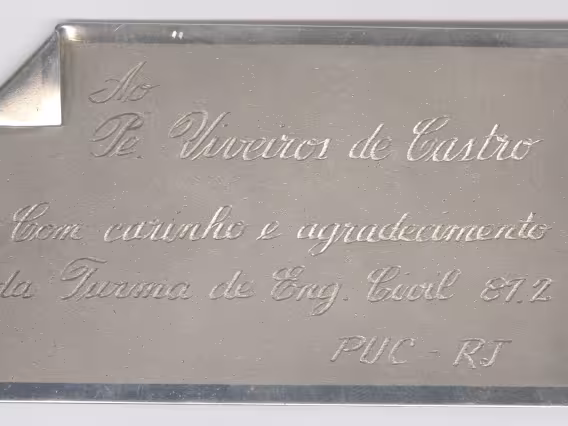 Ao
Pe. Viveiros de Castro
Com carinho e agradecimento
da Turma de Eng. Civil 87.2
PUC - RJ